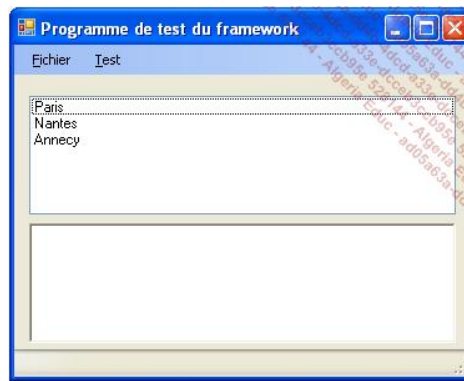 Programme de test du framework
Fichier Test
Paris
Nantes
Annecy